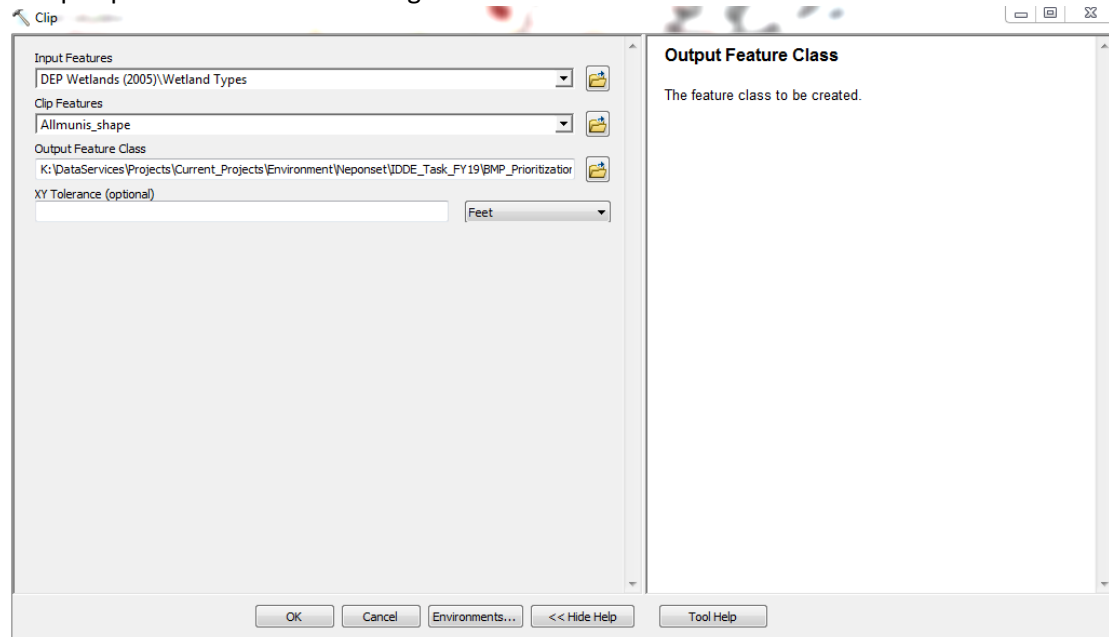 Clip
Input Features
DEP Wetlands (2005)\Wetland Types
Clip Features
Allmunis_shape
Output Feature Class
K:\DataServices\Projects\Current_Projects\Environment\Neponset\IDDE_Task_FY19\BMP_Prioritization
XY Tolerance (optional)
Feet
OK
Cancel
Environments...
<< Hide Help
Tool Help
Output Feature Class
The feature class to be created.